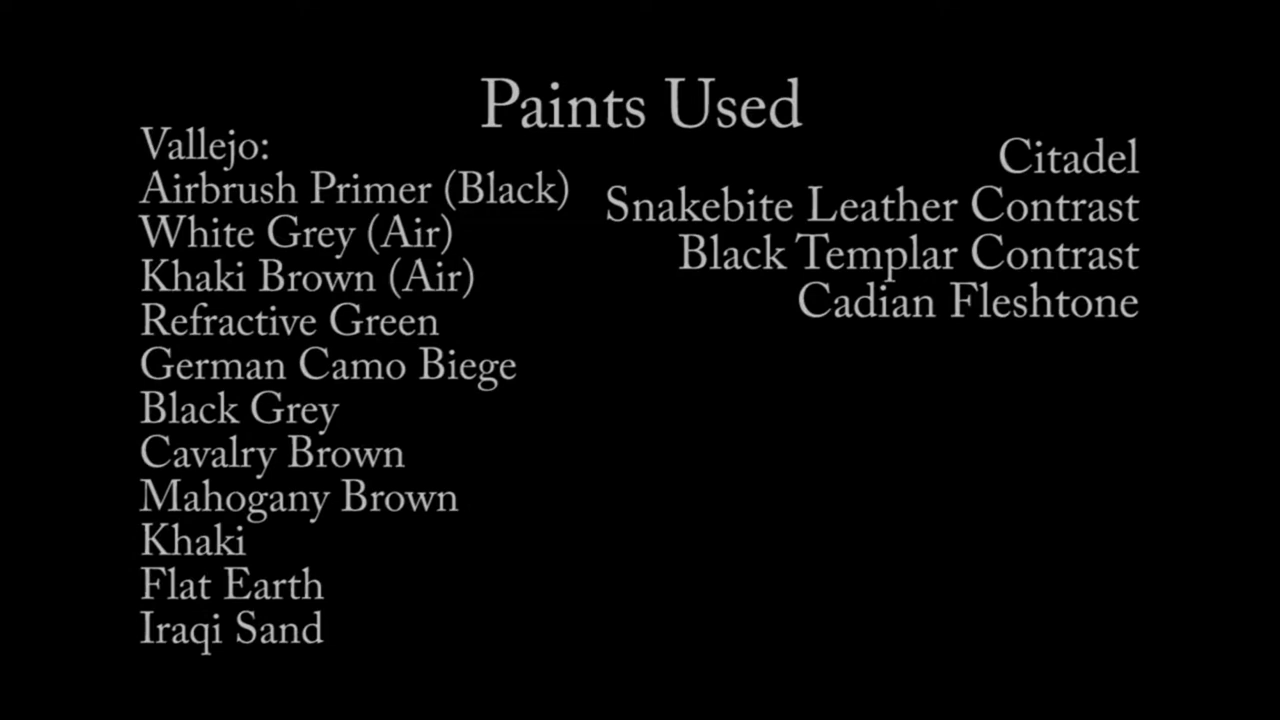 Paints Used
Vallejo:
Airbrush Primer (Black)
White Grey (Air)
Khaki Brown (Air)
Refractive Green
German Camo Biege
Black Grey
Cavalry Brown
Mahogany Brown
Khaki
Flat Earth
Iraqi Sand
Citadel
Snakebite Leather Contrast
Black Templar Contrast
Cadian Fleshtone